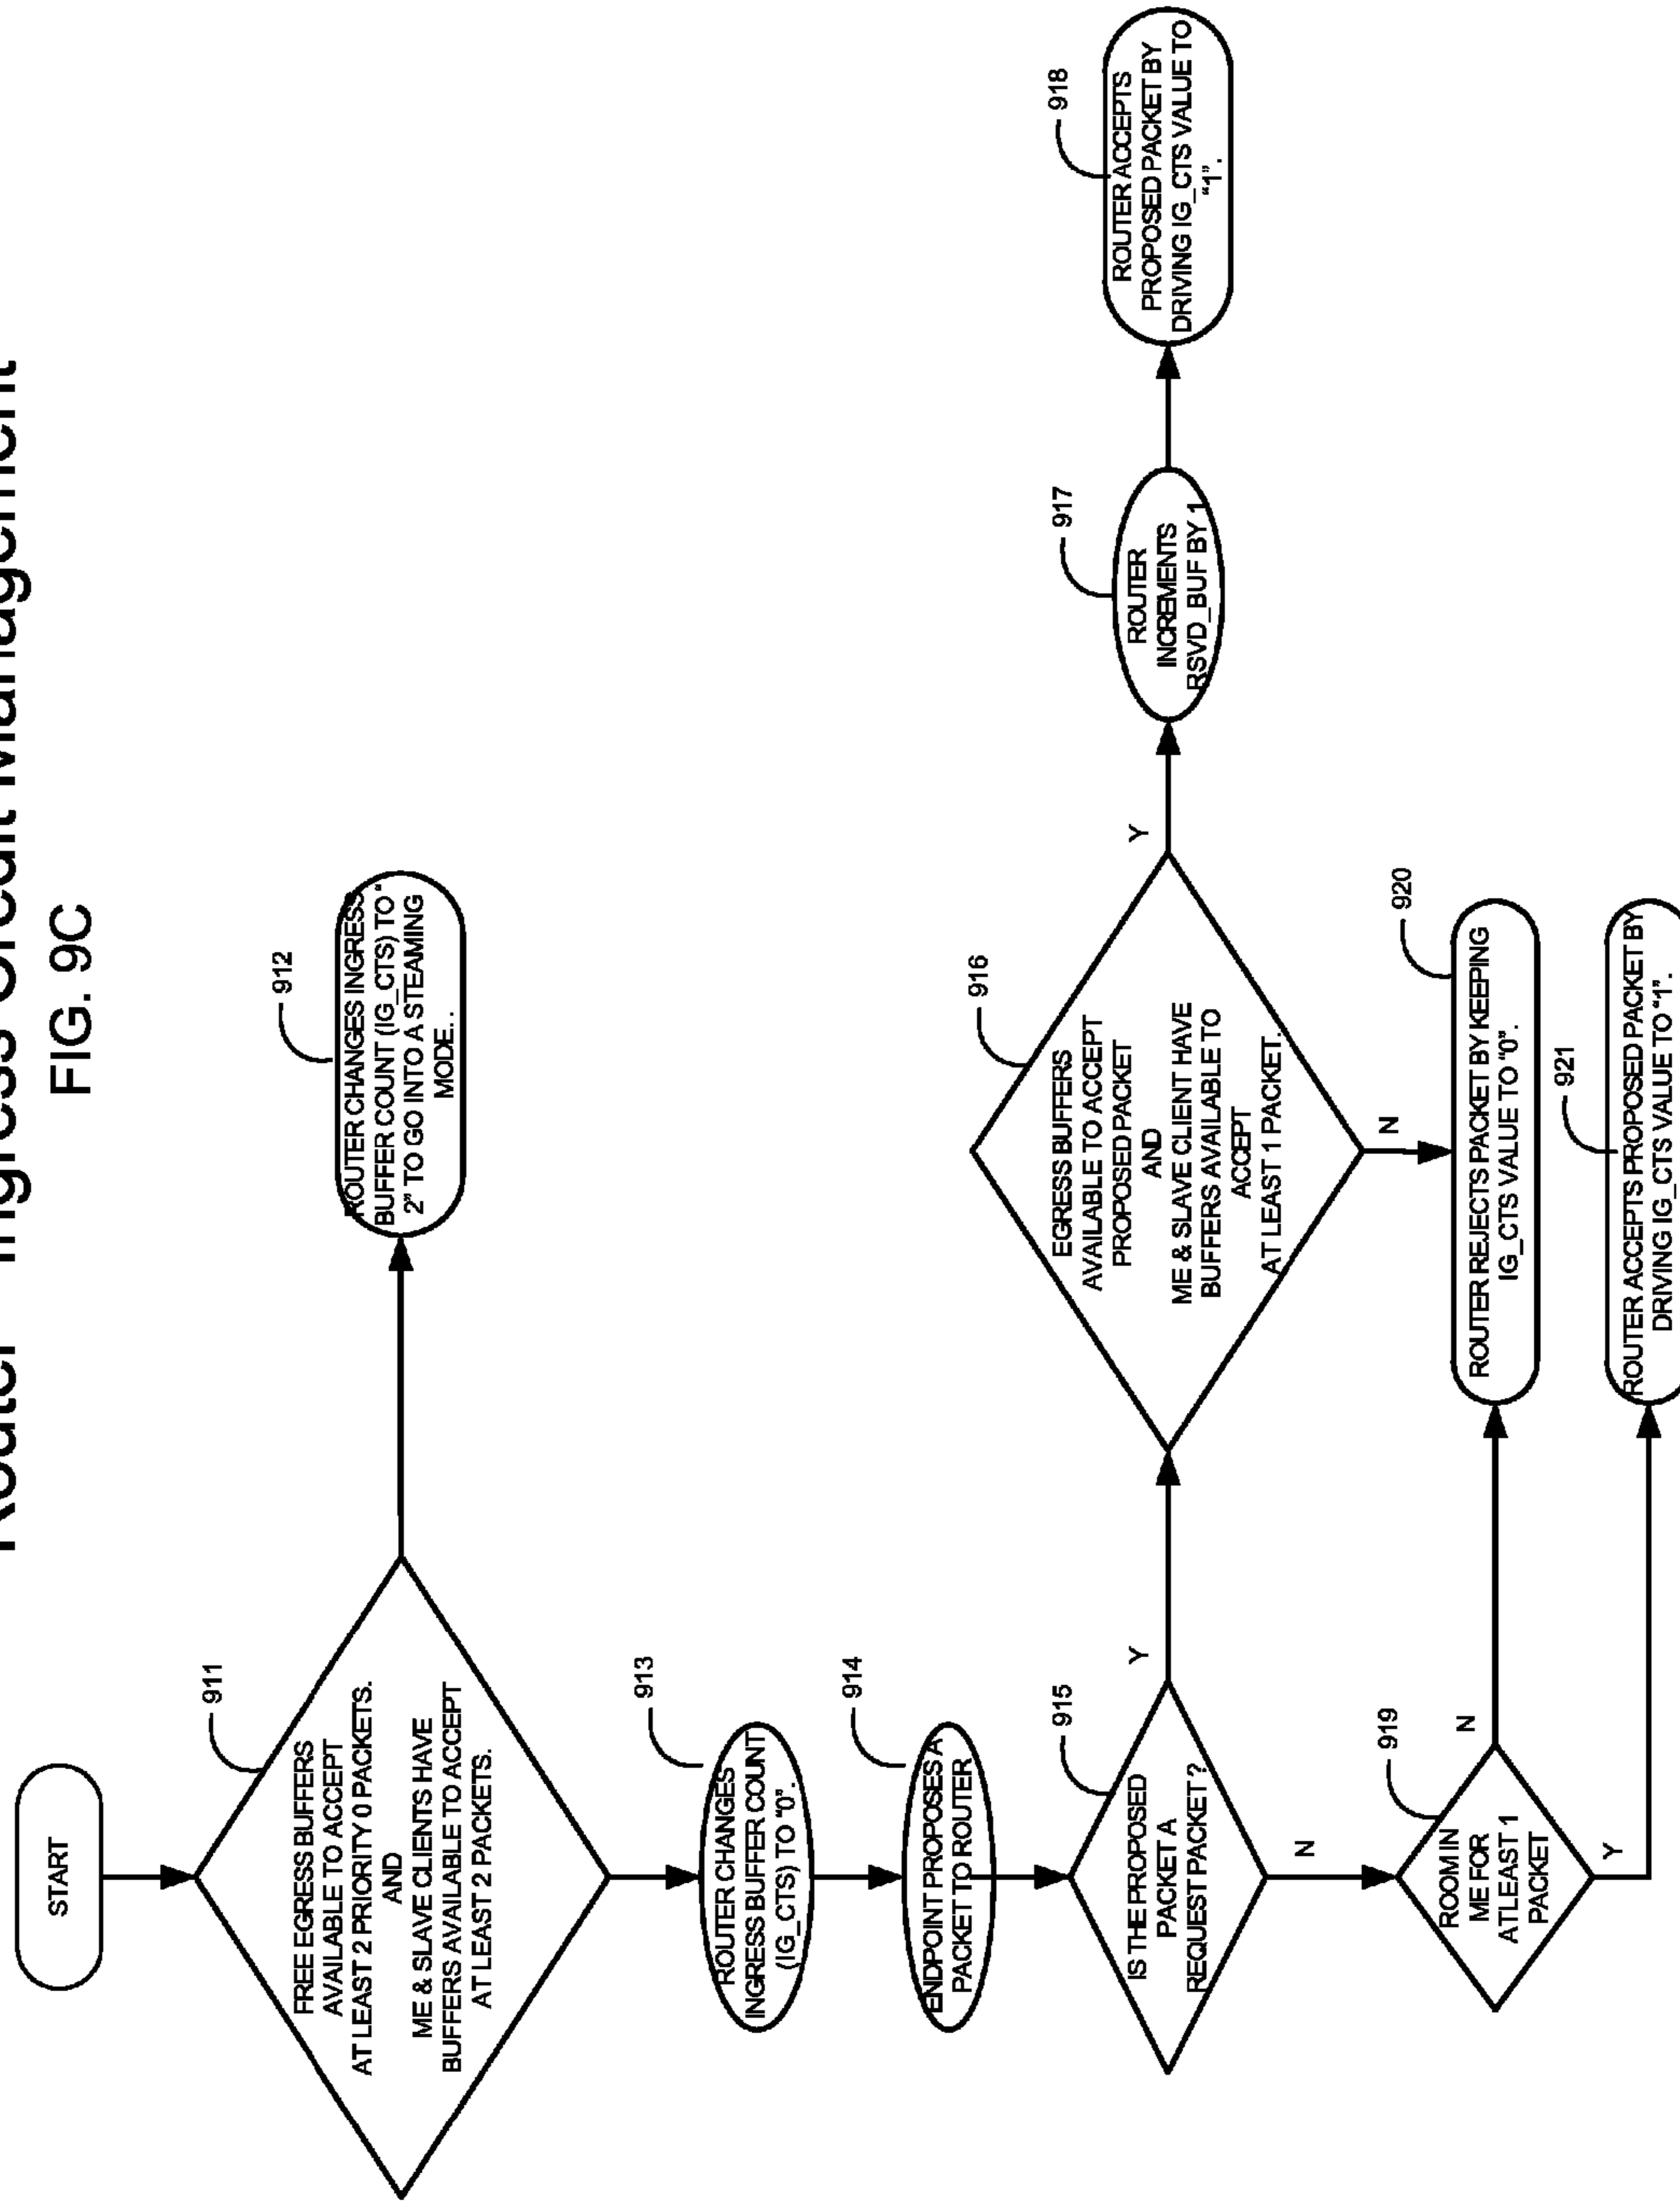 Router - Ingress Credit Management
FIG. 9C
START
911
FREE EGRESS BUFFERS
AVAILABLE TO ACCEPT
AT LEAST 2 PRIORITY 0 PACKETS.
AND
ME & SLAVE CLIENTS HAVE
BUFFERS AVAILABLE TO ACCEPT
AT LEAST 2 PACKETS.
912
ROUTER CHANGES INGRESS
BUFFER COUNT (IG_CTS) TO "
2" TO GO INTO A STEAMING
MODE. .
913
ROUTER CHANGES
INGRESS BUFFER COUNT
(IG_CTS) TO "0".
914
ENDPOINT PROPOSES A
PACKET TO ROUTER
915
IS THE PROPOSED
PACKET A
REQUEST PACKET ?
Y
N
916
EGRESS BUFFERS
AVAILABLE TO ACCEPT
PROPOSED PACKET
AND
ME & SLAVE CLIENT HAVE
BUFFERS AVAILABLE TO
ACCEPT
AT LEAST 1 PACKET.
Y
N
917
ROUTER
INCREMENTS
RSVD_BUF BY 1
918
ROUTER ACCEPTS
PROPOSED PACKET BY
DRIVING IG_CTS VALUE TO
"1".
919
ROOM IN
ME FOR
ATLEAST 1
PACKET
N
Y
920
ROUTER REJECTS PACKET BY KEEPING
IG_CTS VALUE TO "0".
921
ROUTER ACCEPTS PROPOSED PACKET BY
DRIVING IG_CTS VALUE TO "1".